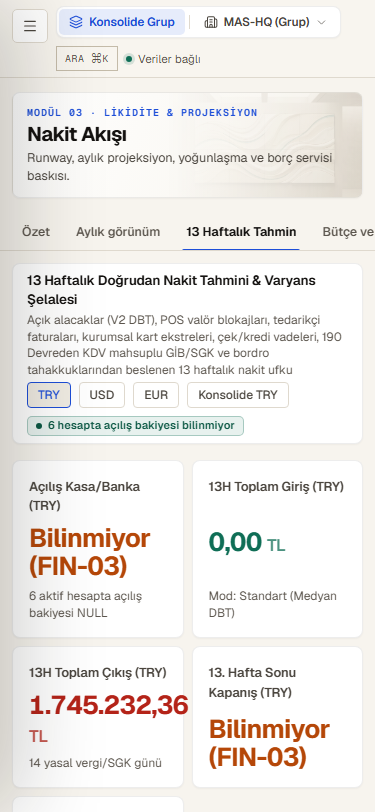 Konsolide Grup
MAS-HQ (Grup)
ARA ⌘K
Veriler bağlı
MODÜL 03 · LİKİDİTE & PROJEKSİYON
Nakit Akışı
Runway, aylık projeksiyon, yoğunlaşma ve borç servisi
baskısı.
Özet
Aylık görünüm
13 Haftalık Tahmin
Bütçe ve
13 Haftalık Doğrudan Nakit Tahmini & Varyans
Şelalesi
Açık alacaklar (V2 DBT), POS valör blokajları, tedarikçi
faturaları, kurumsal kart ekstreleri, çek/kredi vadeleri, 190
Devreden KDV mahsuplu GİB/SGK ve bordro
tahakkuklarından beslenen 13 haftalık nakit ufku
TRY
USD
EUR
Konsolide TRY
6 hesapta açılış bakiyesi bilinmiyor
Açılış Kasa/Banka
(TRY)
Bilinmiyor
(FIN-03)
6 aktif hesapta açılış
bakiyesi NULL
13H Toplam Giriş (TRY)
0,00 TL
Mod: Standart (Medyan
DBT)
13H Toplam Çıkış (TRY)
1.745.232,36
TL
14 yasal vergi/SGK günü
13. Hafta Sonu
Kapanış (TRY)
Bilinmiyor
(FIN-03)